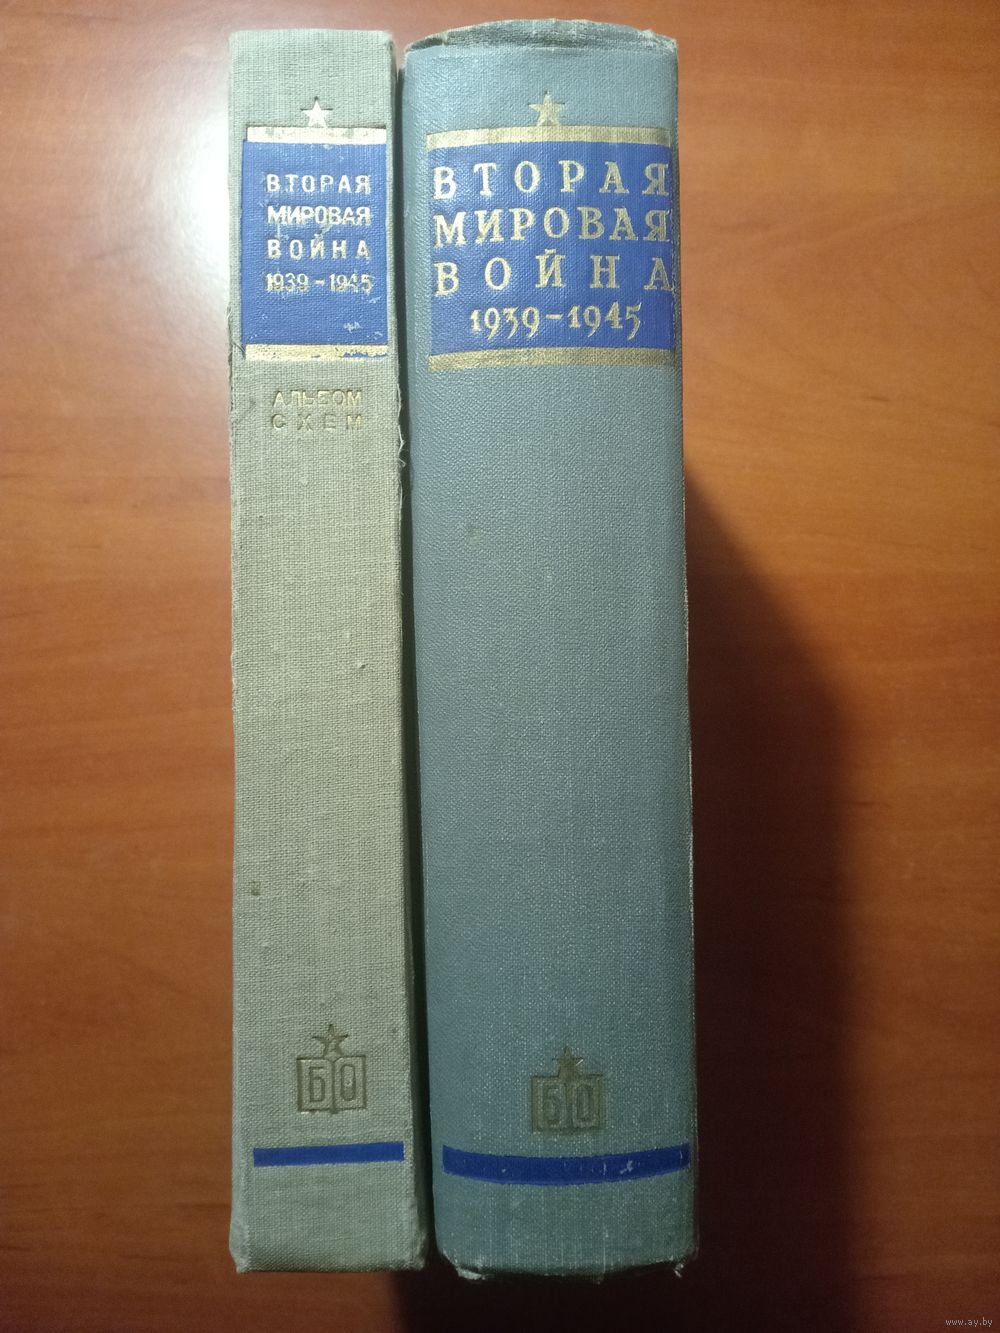 ВТОРАЯ
МИРОВАЯ
ВОЙНА
1939-1945
АЛЬБОМ
СХЕМ
БО
ВТОРАЯ
МИРОВАЯ
ВОЙНА
1939-1945
БО
www.ay.by